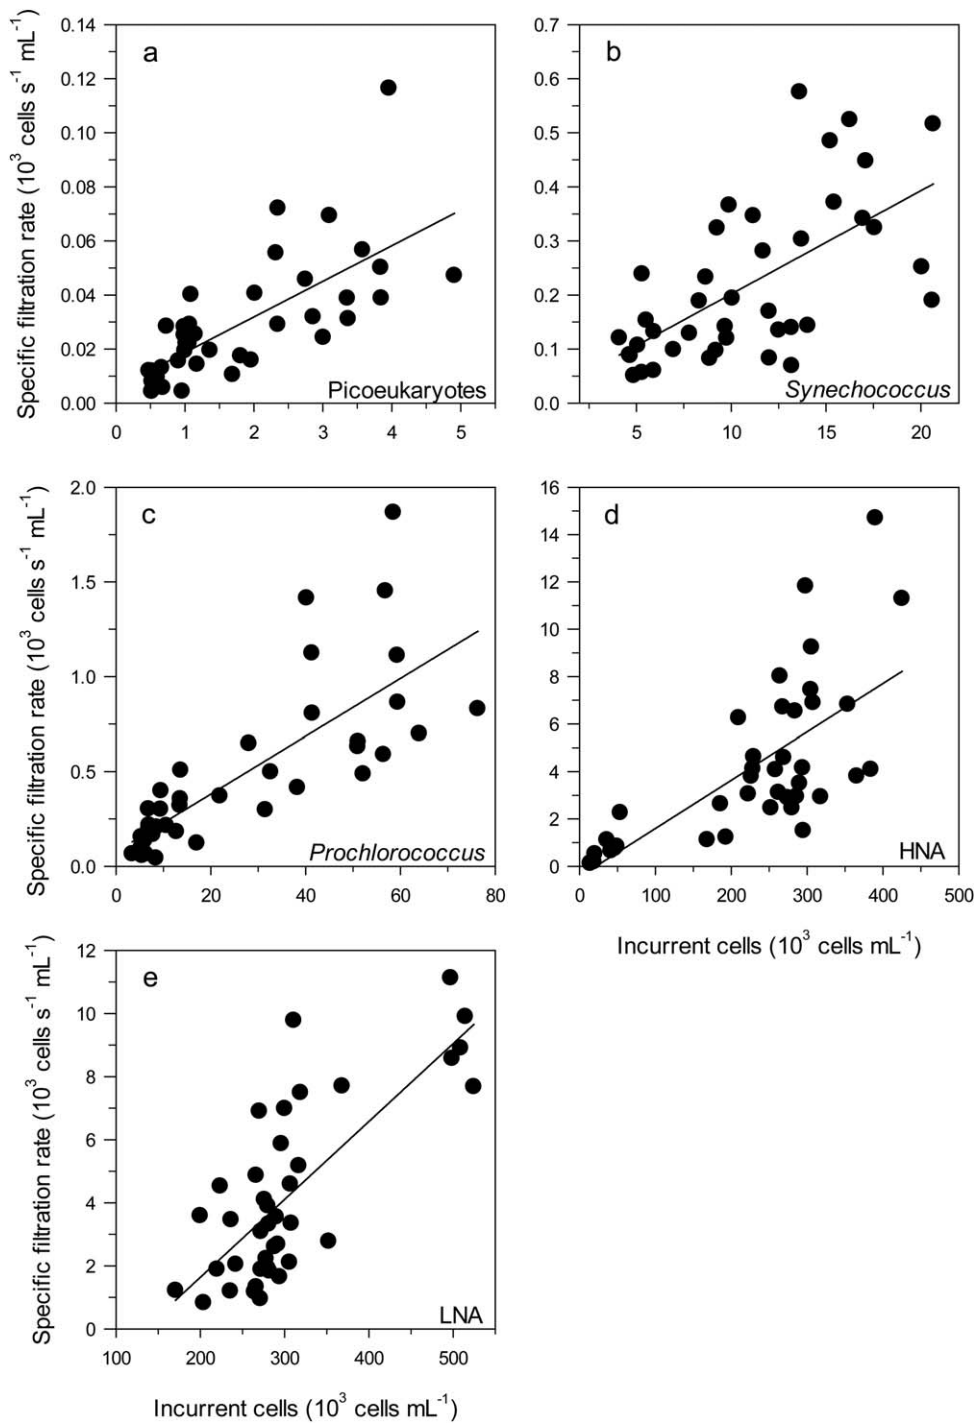 a
Specific filtration rate (10³ cells s⁻¹ mL⁻¹)
0.14
0.12
0.10
0.08
0.06
0.04
0.02
0.00
0 1 2 3 4 5
Picoeukaryotes
b
0.7
0.6
0.5
0.4
0.3
0.2
0.1
0.0
5 10 15 20
Synechococcus
c
Specific filtration rate (10³ cells s⁻¹ mL⁻¹)
2.0
1.5
1.0
0.5
0.0
0 20 40 60 80
Prochlorococcus
d
16
14
12
10
8
6
4
2
0
0 100 200 300 400 500
HNA
Incurrent cells (10³ cells mL⁻¹)
e
Specific filtration rate (10³ cells s⁻¹ mL⁻¹)
12
10
8
6
4
2
0
100 200 300 400 500
LNA
Incurrent cells (10³ cells mL⁻¹)